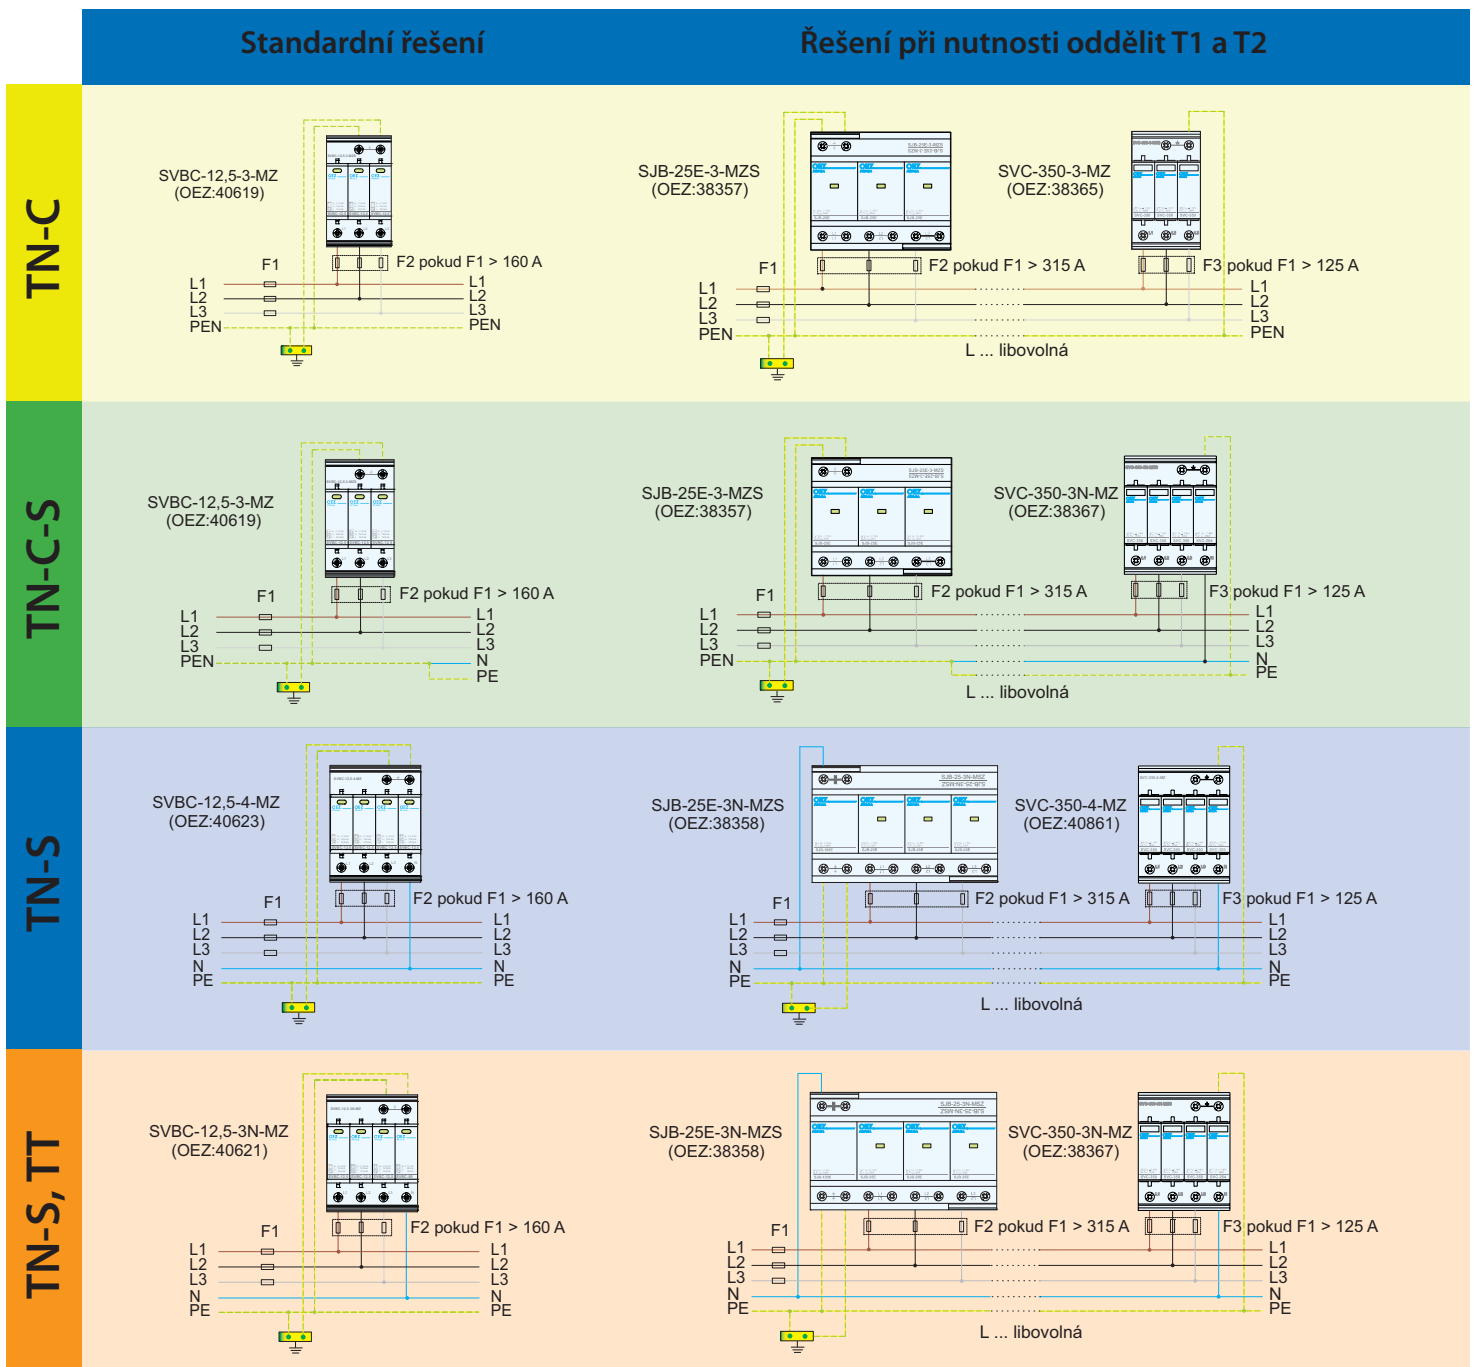 Standardní řešení
Řešení při nutnosti oddělit T1 a T2
TN-C
SVBC-12,5-3-MZ
(OEZ:40619)
F1
F2 pokud F1 > 160 A
L1
L2
L3
PEN
L1
L2
L3
PEN
SJB-25E-3-MZS
(OEZ:38357)
SVC-350-3-MZ
(OEZ:38365)
F1
F2 pokud F1 > 315 A
F3 pokud F1 > 125 A
L1
L2
L3
PEN
L1
L2
L3
PEN
L ... libovolná
TN-C-S
SVBC-12,5-3-MZ
(OEZ:40619)
F1
F2 pokud F1 > 160 A
L1
L2
L3
PEN
L1
L2
L3
N
PE
SJB-25E-3-MZS
(OEZ:38357)
SVC-350-3N-MZ
(OEZ:38367)
F1
F2 pokud F1 > 315 A
F3 pokud F1 > 125 A
L1
L2
L3
PEN
L1
L2
L3
N
PE
L ... libovolná
TN-S
SVBC-12,5-4-MZ
(OEZ:40623)
F1
F2 pokud F1 > 160 A
L1
L2
L3
N
PE
L1
L2
L3
N
PE
SJB-25E-3N-MZS
(OEZ:38358)
SVC-350-4-MZ
(OEZ:40861)
F1
F2 pokud F1 > 315 A
F3 pokud F1 > 125 A
L1
L2
L3
N
PE
L1
L2
L3
N
PE
L ... libovolná
TN-S, TT
SVBC-12,5-3N-MZ
(OEZ:40621)
F1
F2 pokud F1 > 160 A
L1
L2
L3
N
PE
L1
L2
L3
N
PE
SJB-25E-3N-MZS
(OEZ:38358)
SVC-350-3N-MZ
(OEZ:38367)
F1
F2 pokud F1 > 315 A
F3 pokud F1 > 125 A
L1
L2
L3
N
PE
L1
L2
L3
N
PE
L ... libovolná